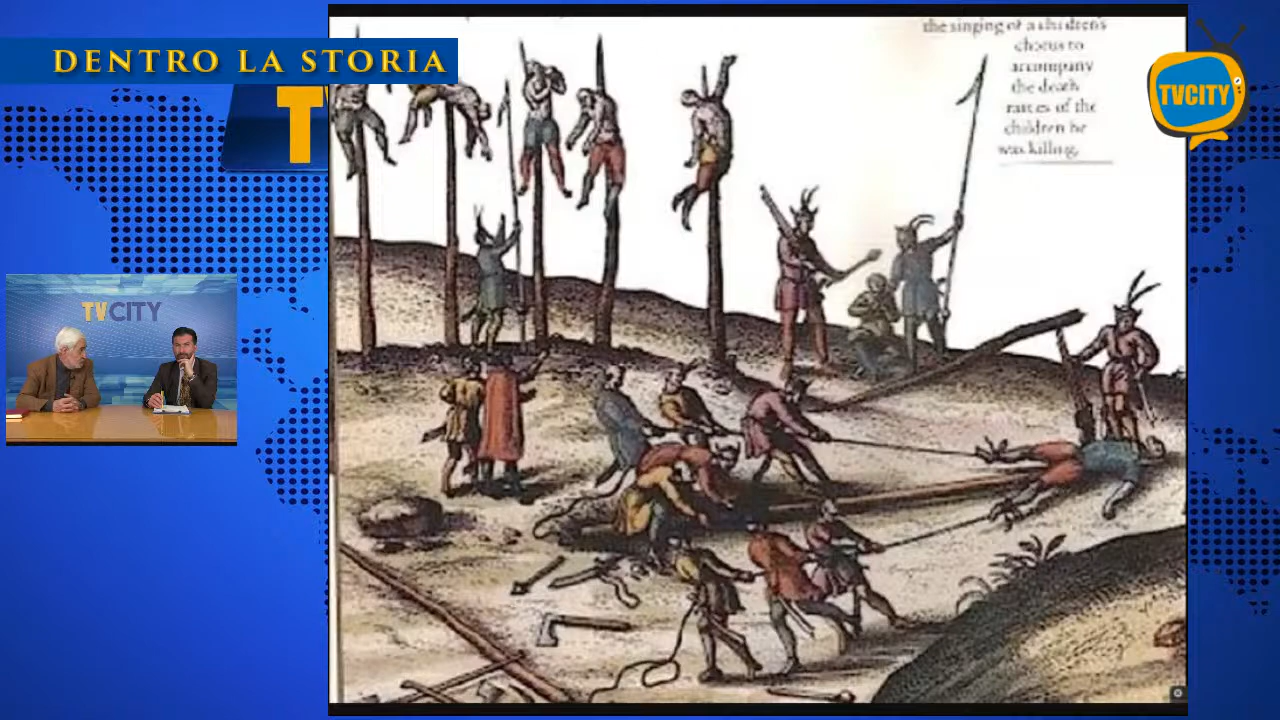 DENTRO LA STORIA
T
TVCITY
the singing of a children's
chorus to
accompany
the death
of the
children he
was killing.
TVCITY